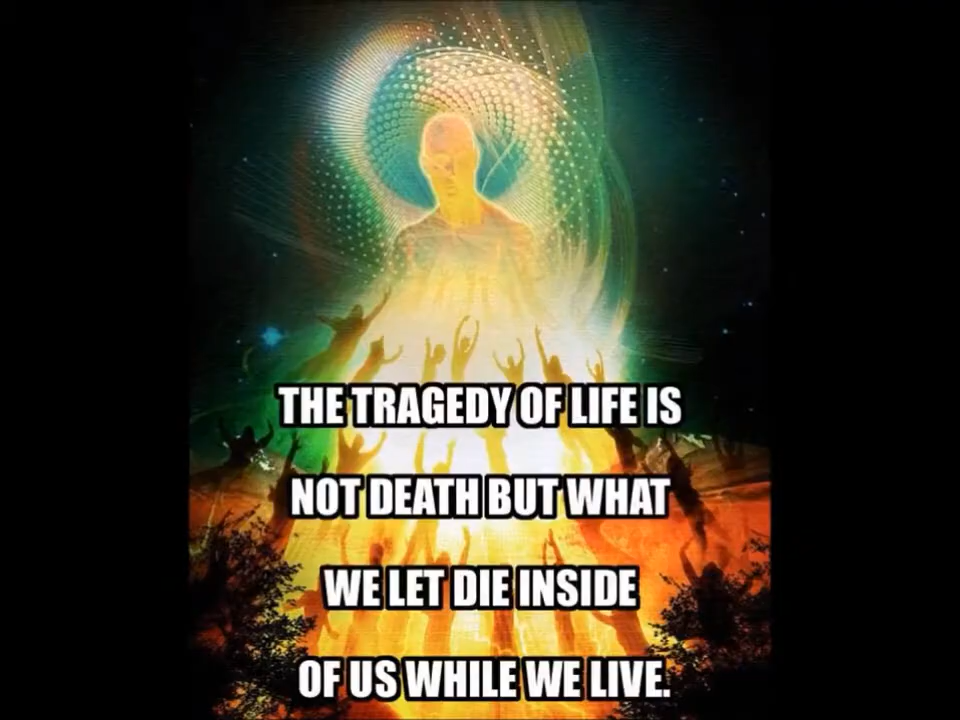 THE TRAGEDY OF LIFE IS
NOT DEATH BUT WHAT
WE LET DIE INSIDE
OF US WHILE WE LIVE.